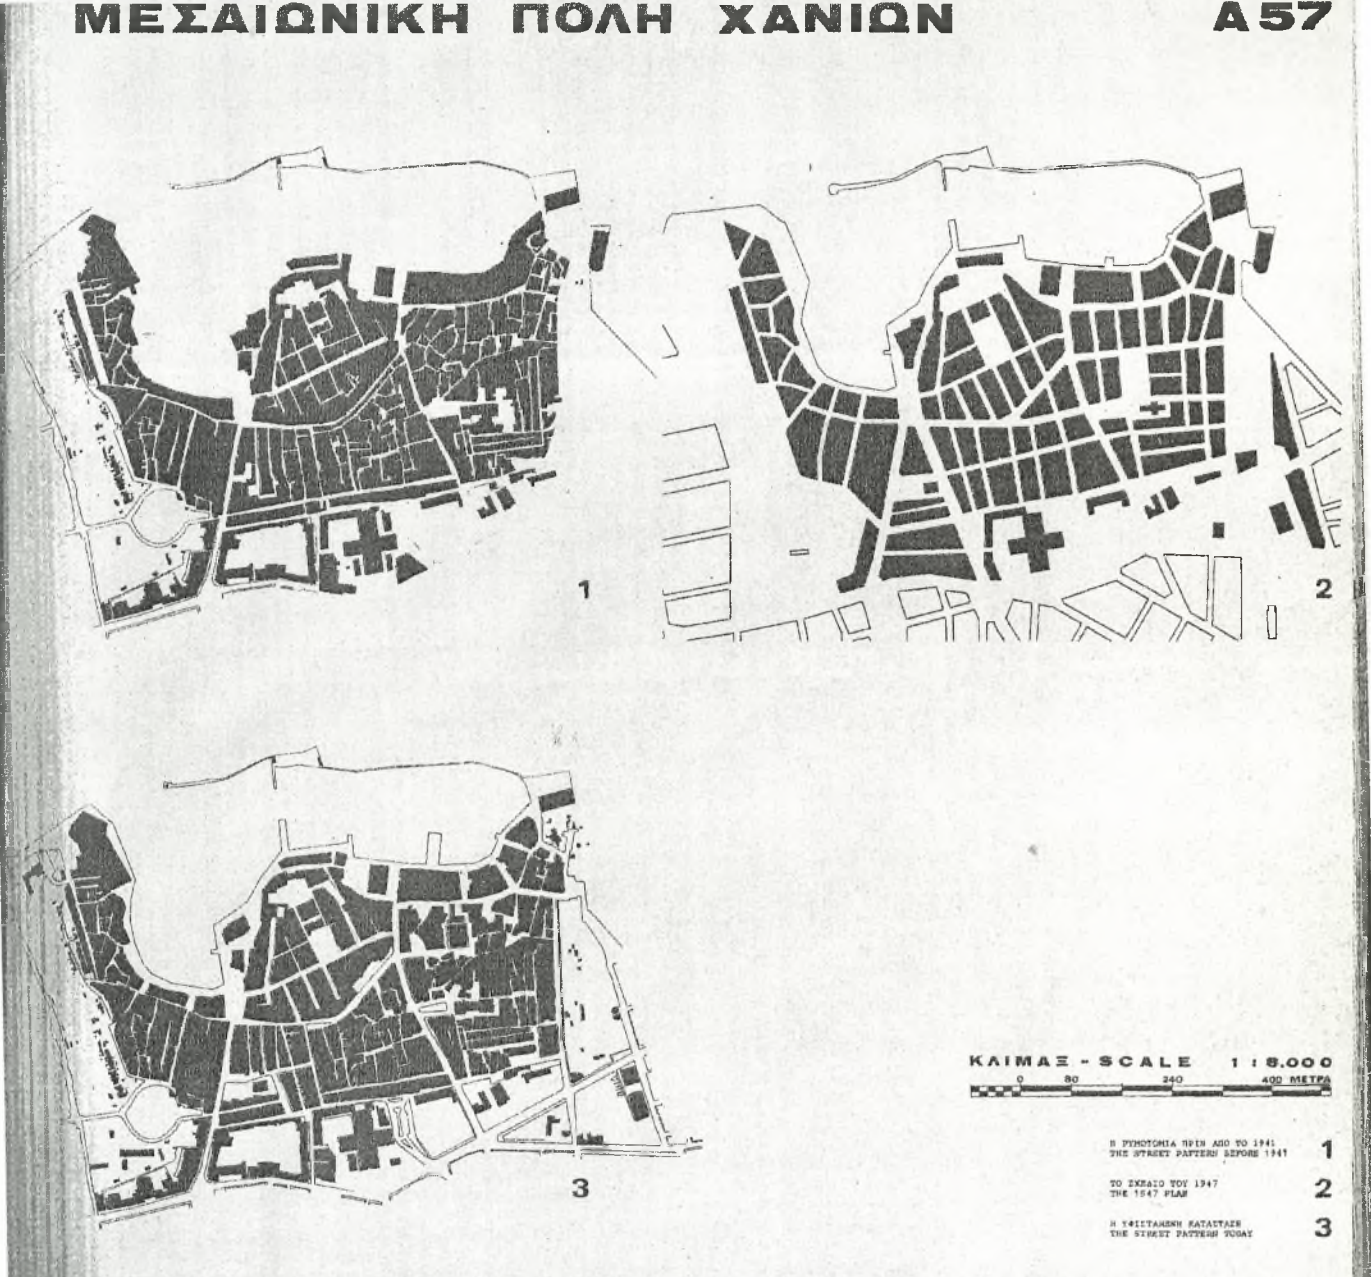 ΜΕΣΑΙΩΝΙΚΗ ΠΟΛΗ ΧΑΝΙΩΝ A57
1
2
3
ΚΛΙΜΑΞ - SCALE 1 : 8.000
0 80 240 400 ΜΕΤΡΑ
Η ΡΥΜΟΤΟΜΙΑ ΠΡΙΝ ΑΠΟ ΤΟ 1941
THE STREET PATTERN BEFORE 1941 1
ΤΟ ΣΧΕΔΙΟ ΤΟΥ 1947
THE 1947 PLAN 2
Η ΥΦΙΣΤΑΜΕΝΗ ΚΑΤΑΣΤΑΣΗ
THE STREET PATTERN TODAY 3